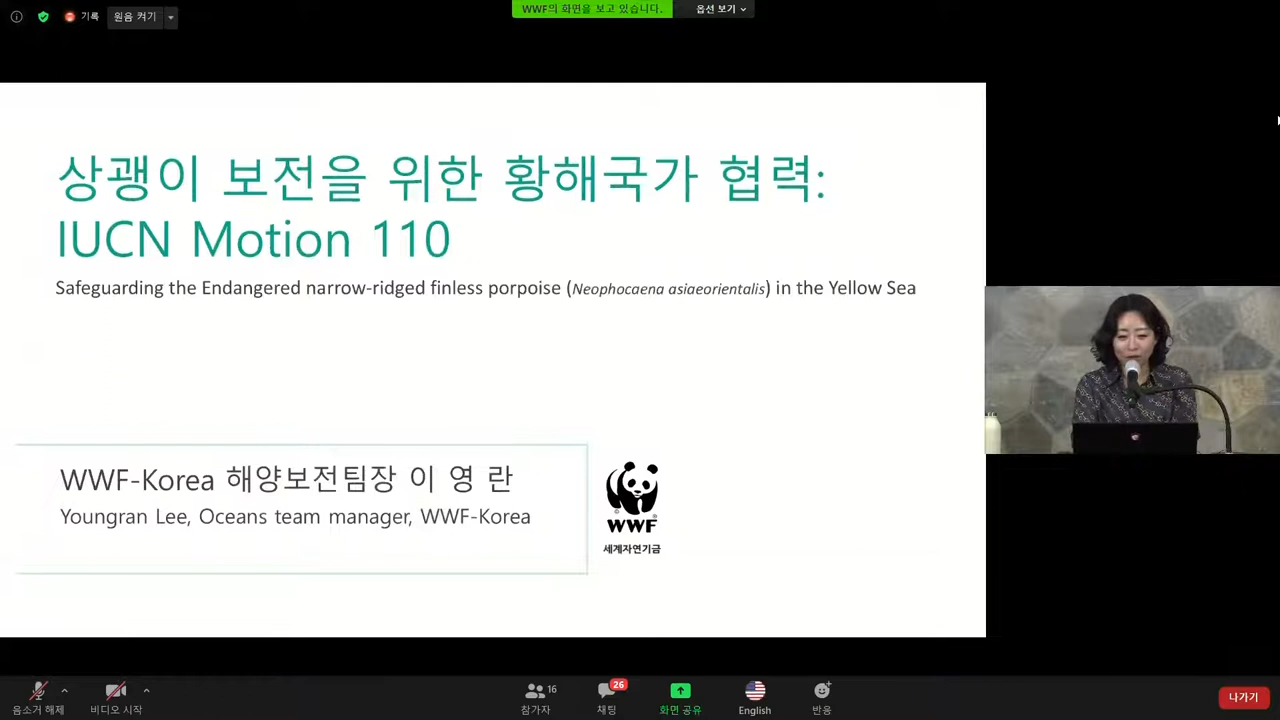 기록
원음 켜기
WWF의 화면을 보고 있습니다.
옵션 보기
상괭이 보전을 위한 황해국가 협력:
IUCN Motion 110
Safeguarding the Endangered narrow-ridged finless porpoise (Neophocaena asiaeorientalis) in the Yellow Sea
WWF-Korea 해양보전팀장 이 영 란
Youngran Lee, Oceans team manager, WWF-Korea
WWF
세계자연기금
음소거 해제
비디오 시작
16
참가자
26
채팅
화면 공유
English
반응
나가기